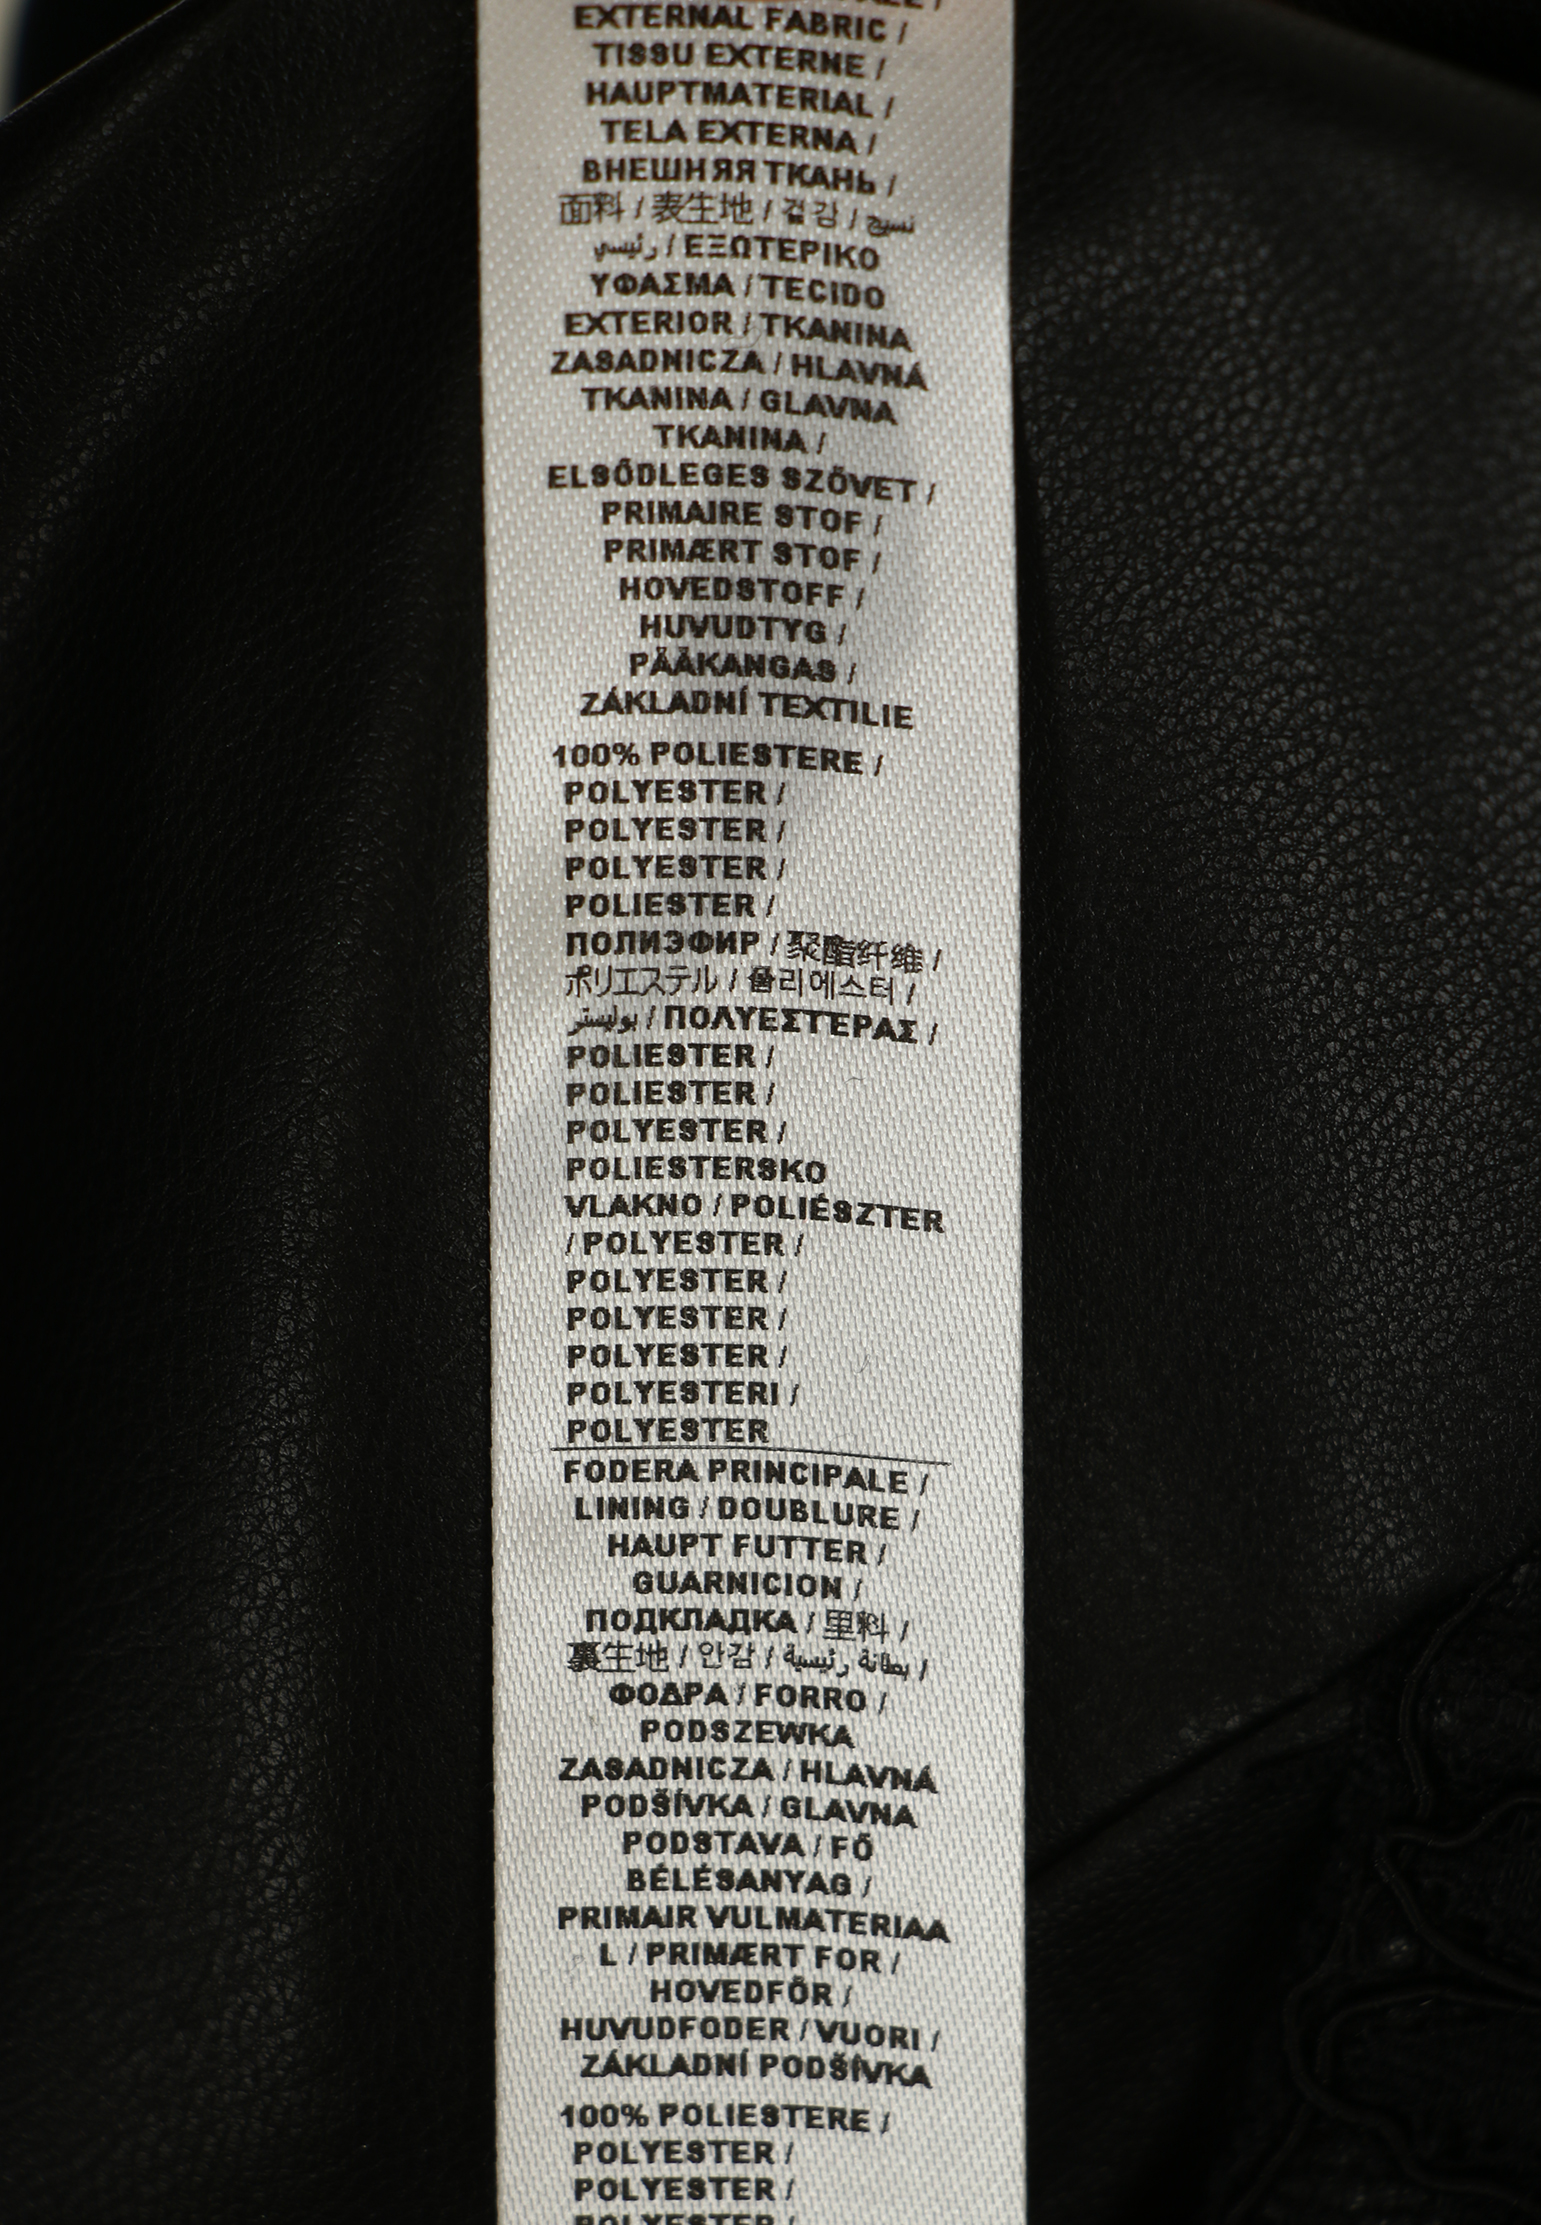 EXTERNAL FABRIC /
TISSU EXTERNE /
HAUPTMATERIAL /
TELA EXTERNA /
ВНЕШНЯЯ ТКАНЬ /
面料 / 表生地 / 겉감 / نسيج
رئيسي / ΕΞΩΤΕΡΙΚΟ
ΥΦΑΣΜΑ / TECIDO
EXTERIOR / TKANINA
ZASADNICZA / HLAVNÁ
TKANINA / GLAVNA
TKANINA /
ELSŐDLEGES SZÖVET /
PRIMAIRE STOF /
PRIMÆRT STOF /
HOVEDSTOFF /
HUVUDTYG /
PÄÄKANGAS /
ZÁKLADNÍ TEXTILIE
100% POLIESTERE /
POLYESTER /
POLYESTER /
POLYESTER /
POLIESTER /
ПОЛИЭФИР / 聚酯纤维 /
ポリエステル / 폴리에스터 /
بوليستر / ΠΟΛΥΕΣΤΕΡΑΣ /
POLIESTER /
POLIESTER /
POLYESTER /
POLIESTERSKO
VLAKNO / POLIÉSZTER
/ POLYESTER /
POLYESTER /
POLYESTER /
POLYESTER /
POLYESTERI /
POLYESTER
FODERA PRINCIPALE /
LINING / DOUBLURE /
HAUPT FUTTER /
GUARNICION /
ПОДКЛАДКА / 里料 /
裏生地 / 안감 / بطانة رئيسية /
ΦΟΔΡΑ / FORRO /
PODSZEWKA
ZASADNICZA / HLAVNÁ
PODŠÍVKA / GLAVNA
PODSTAVA / FŐ
BÉLÉSANYAG /
PRIMAIR VULMATERIAA
L / PRIMÆRT FOR /
HOVEDFÔR /
HUVUDFODER / VUORI /
ZÁKLADNÍ PODŠÍVKA
100% POLIESTERE /
POLYESTER /
POLYESTER /
POLYESTER /